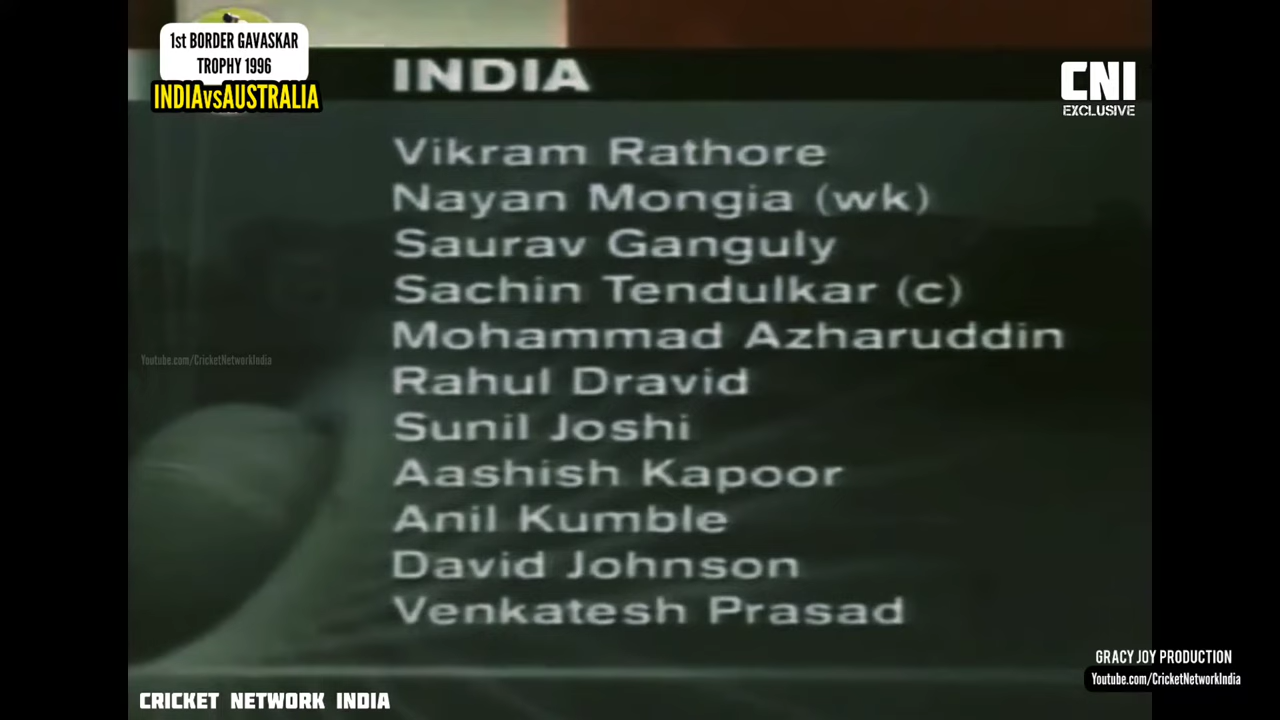 1st BORDER GAVASKAR
TROPHY 1996
INDIAvsAUSTRALIA
CNI
EXCLUSIVE
INDIA
Vikram Rathore
Nayan Mongia (wk)
Saurav Ganguly
Sachin Tendulkar (c)
Mohammad Azharuddin
Rahul Dravid
Sunil Joshi
Aashish Kapoor
Anil Kumble
David Johnson
Venkatesh Prasad
Youtube.com/CricketNetworkIndia
GRACY JOY PRODUCTION
Youtube.com/CricketNetworkIndia
CRICKET NETWORK INDIA